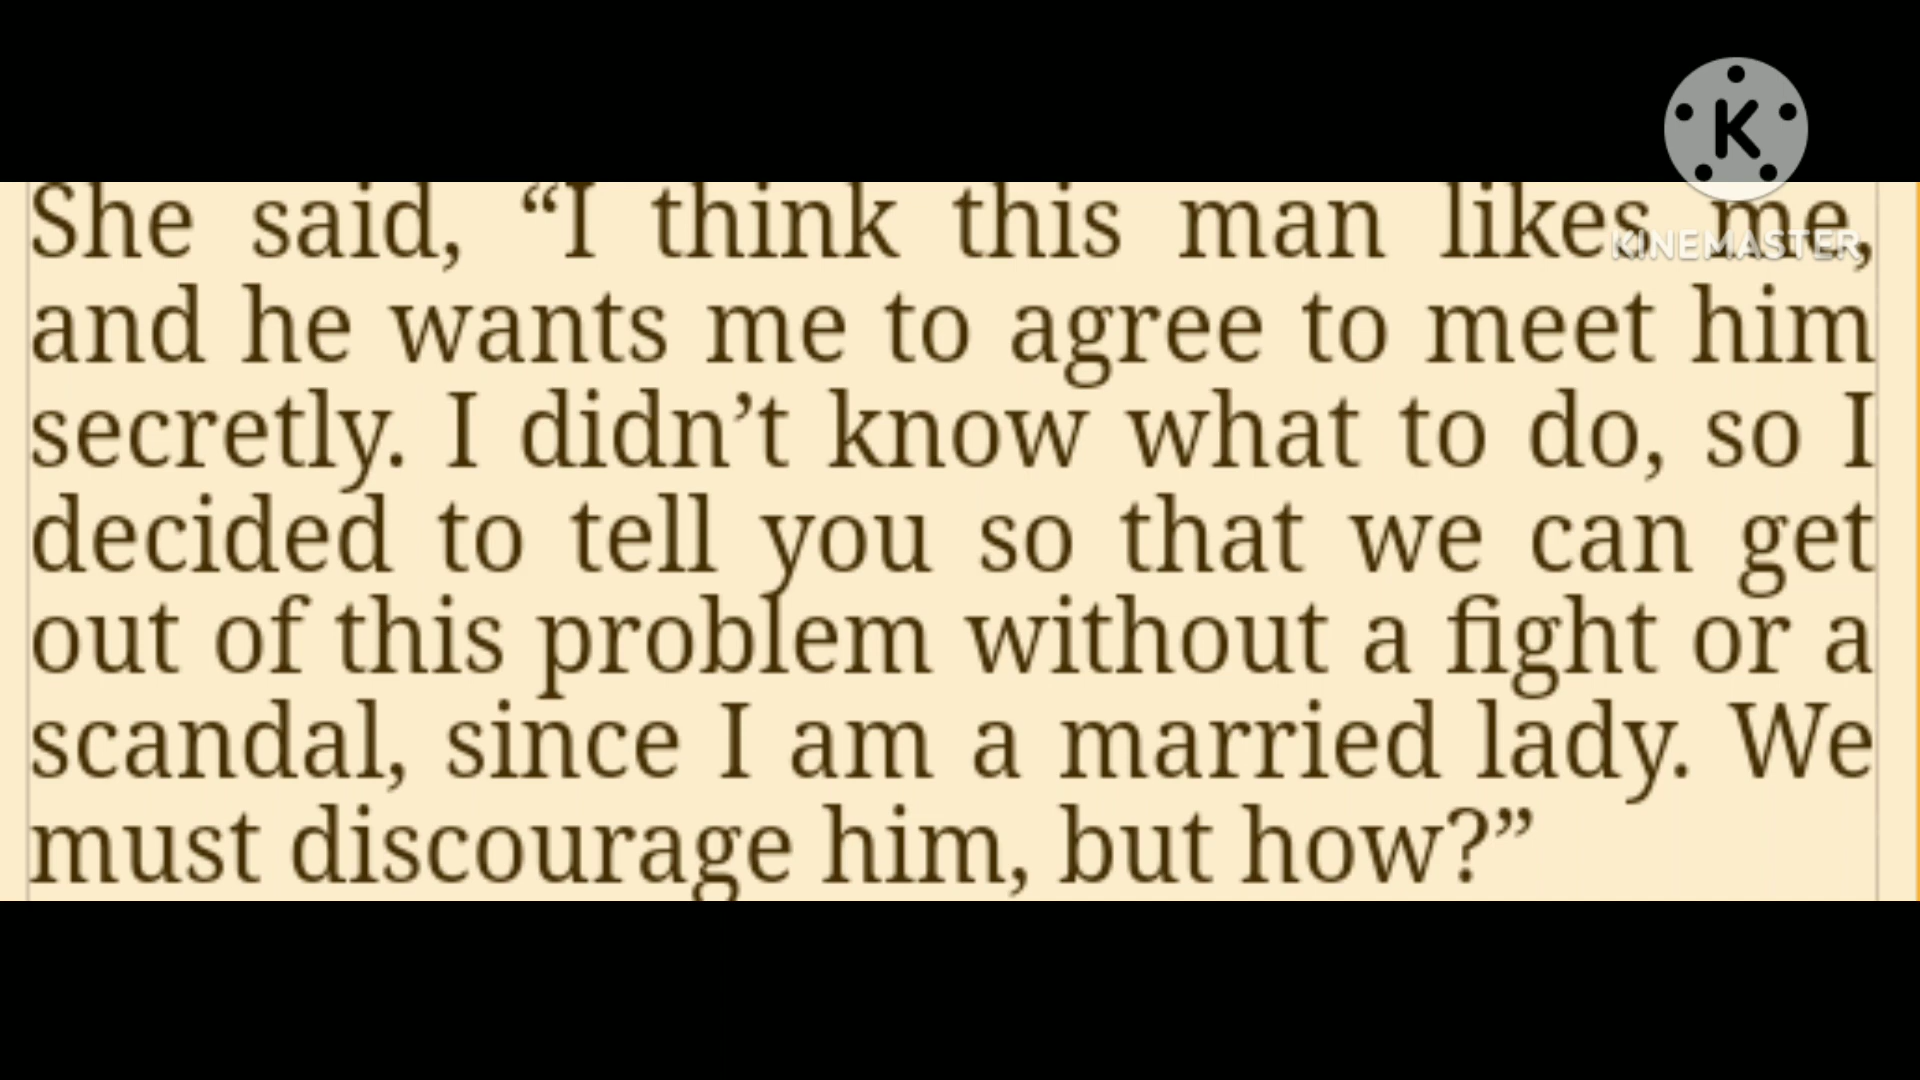 K
KINEMASTER
She said, “I think this man likes me,
and he wants me to agree to meet him
secretly. I didn’t know what to do, so I
decided to tell you so that we can get
out of this problem without a fight or a
scandal, since I am a married lady. We
must discourage him, but how?”